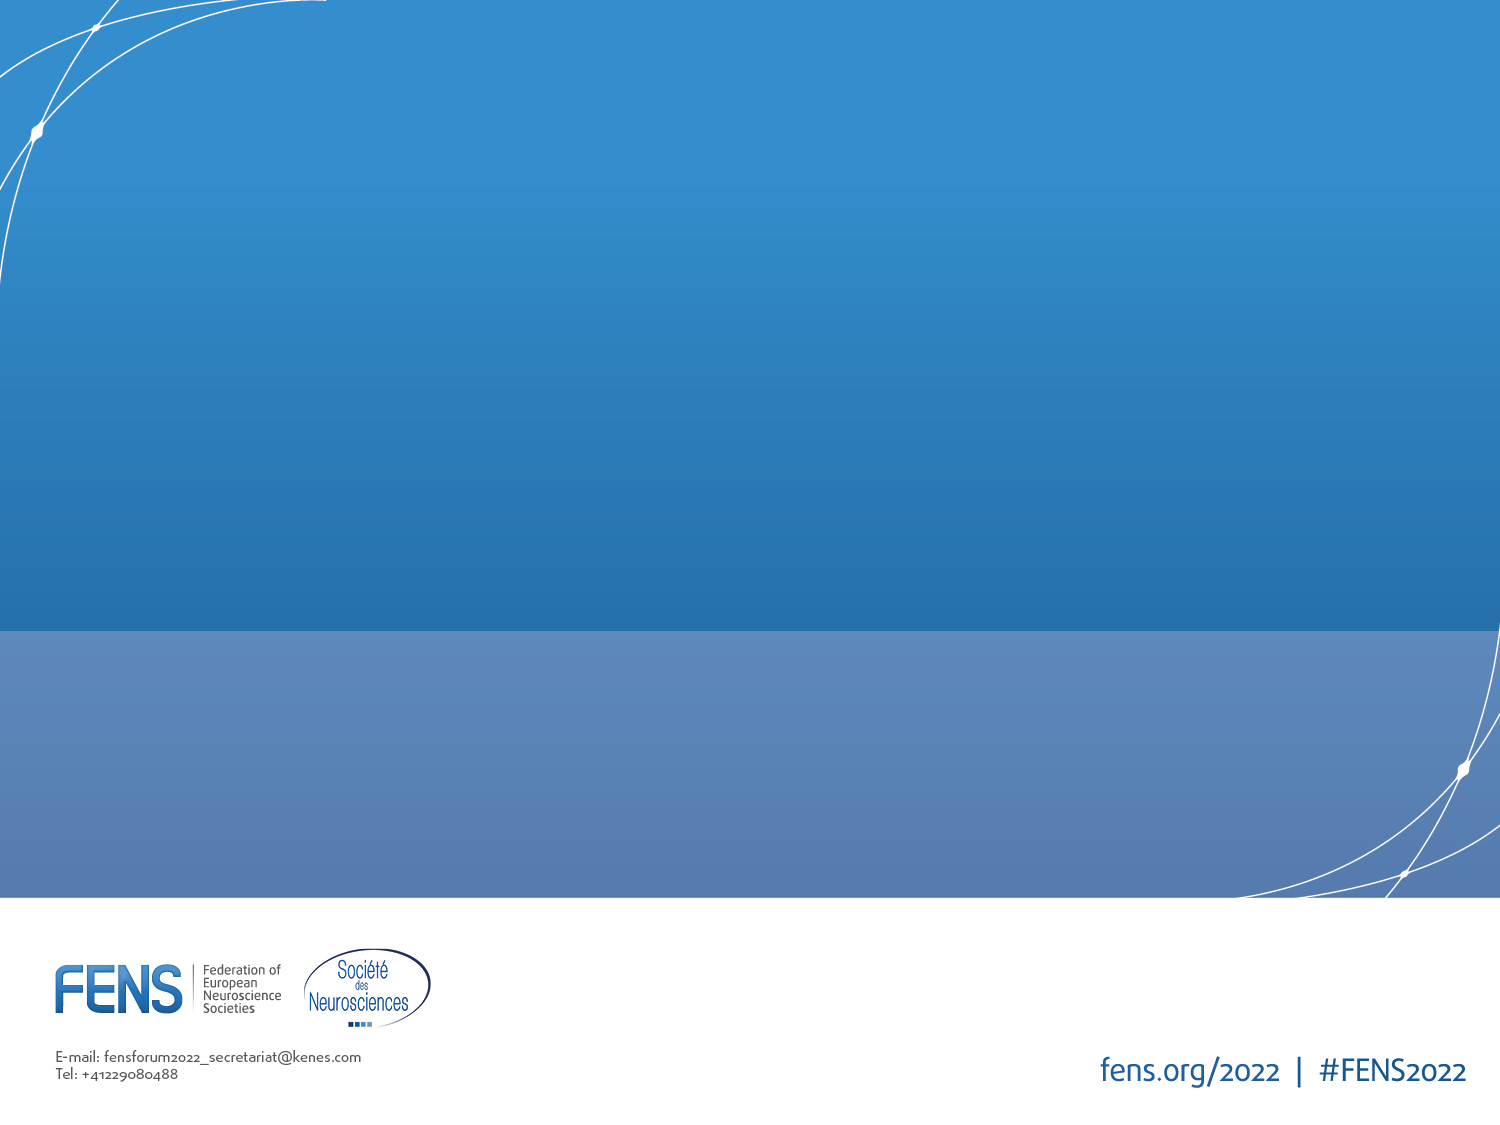 FENS
Federation of
European
Neuroscience
Societies
Société
des
Neurosciences
E-mail: fensforum2022_secretariat@kenes.com
Tel: +41229080488
fens.org/2022 | #FENS2022